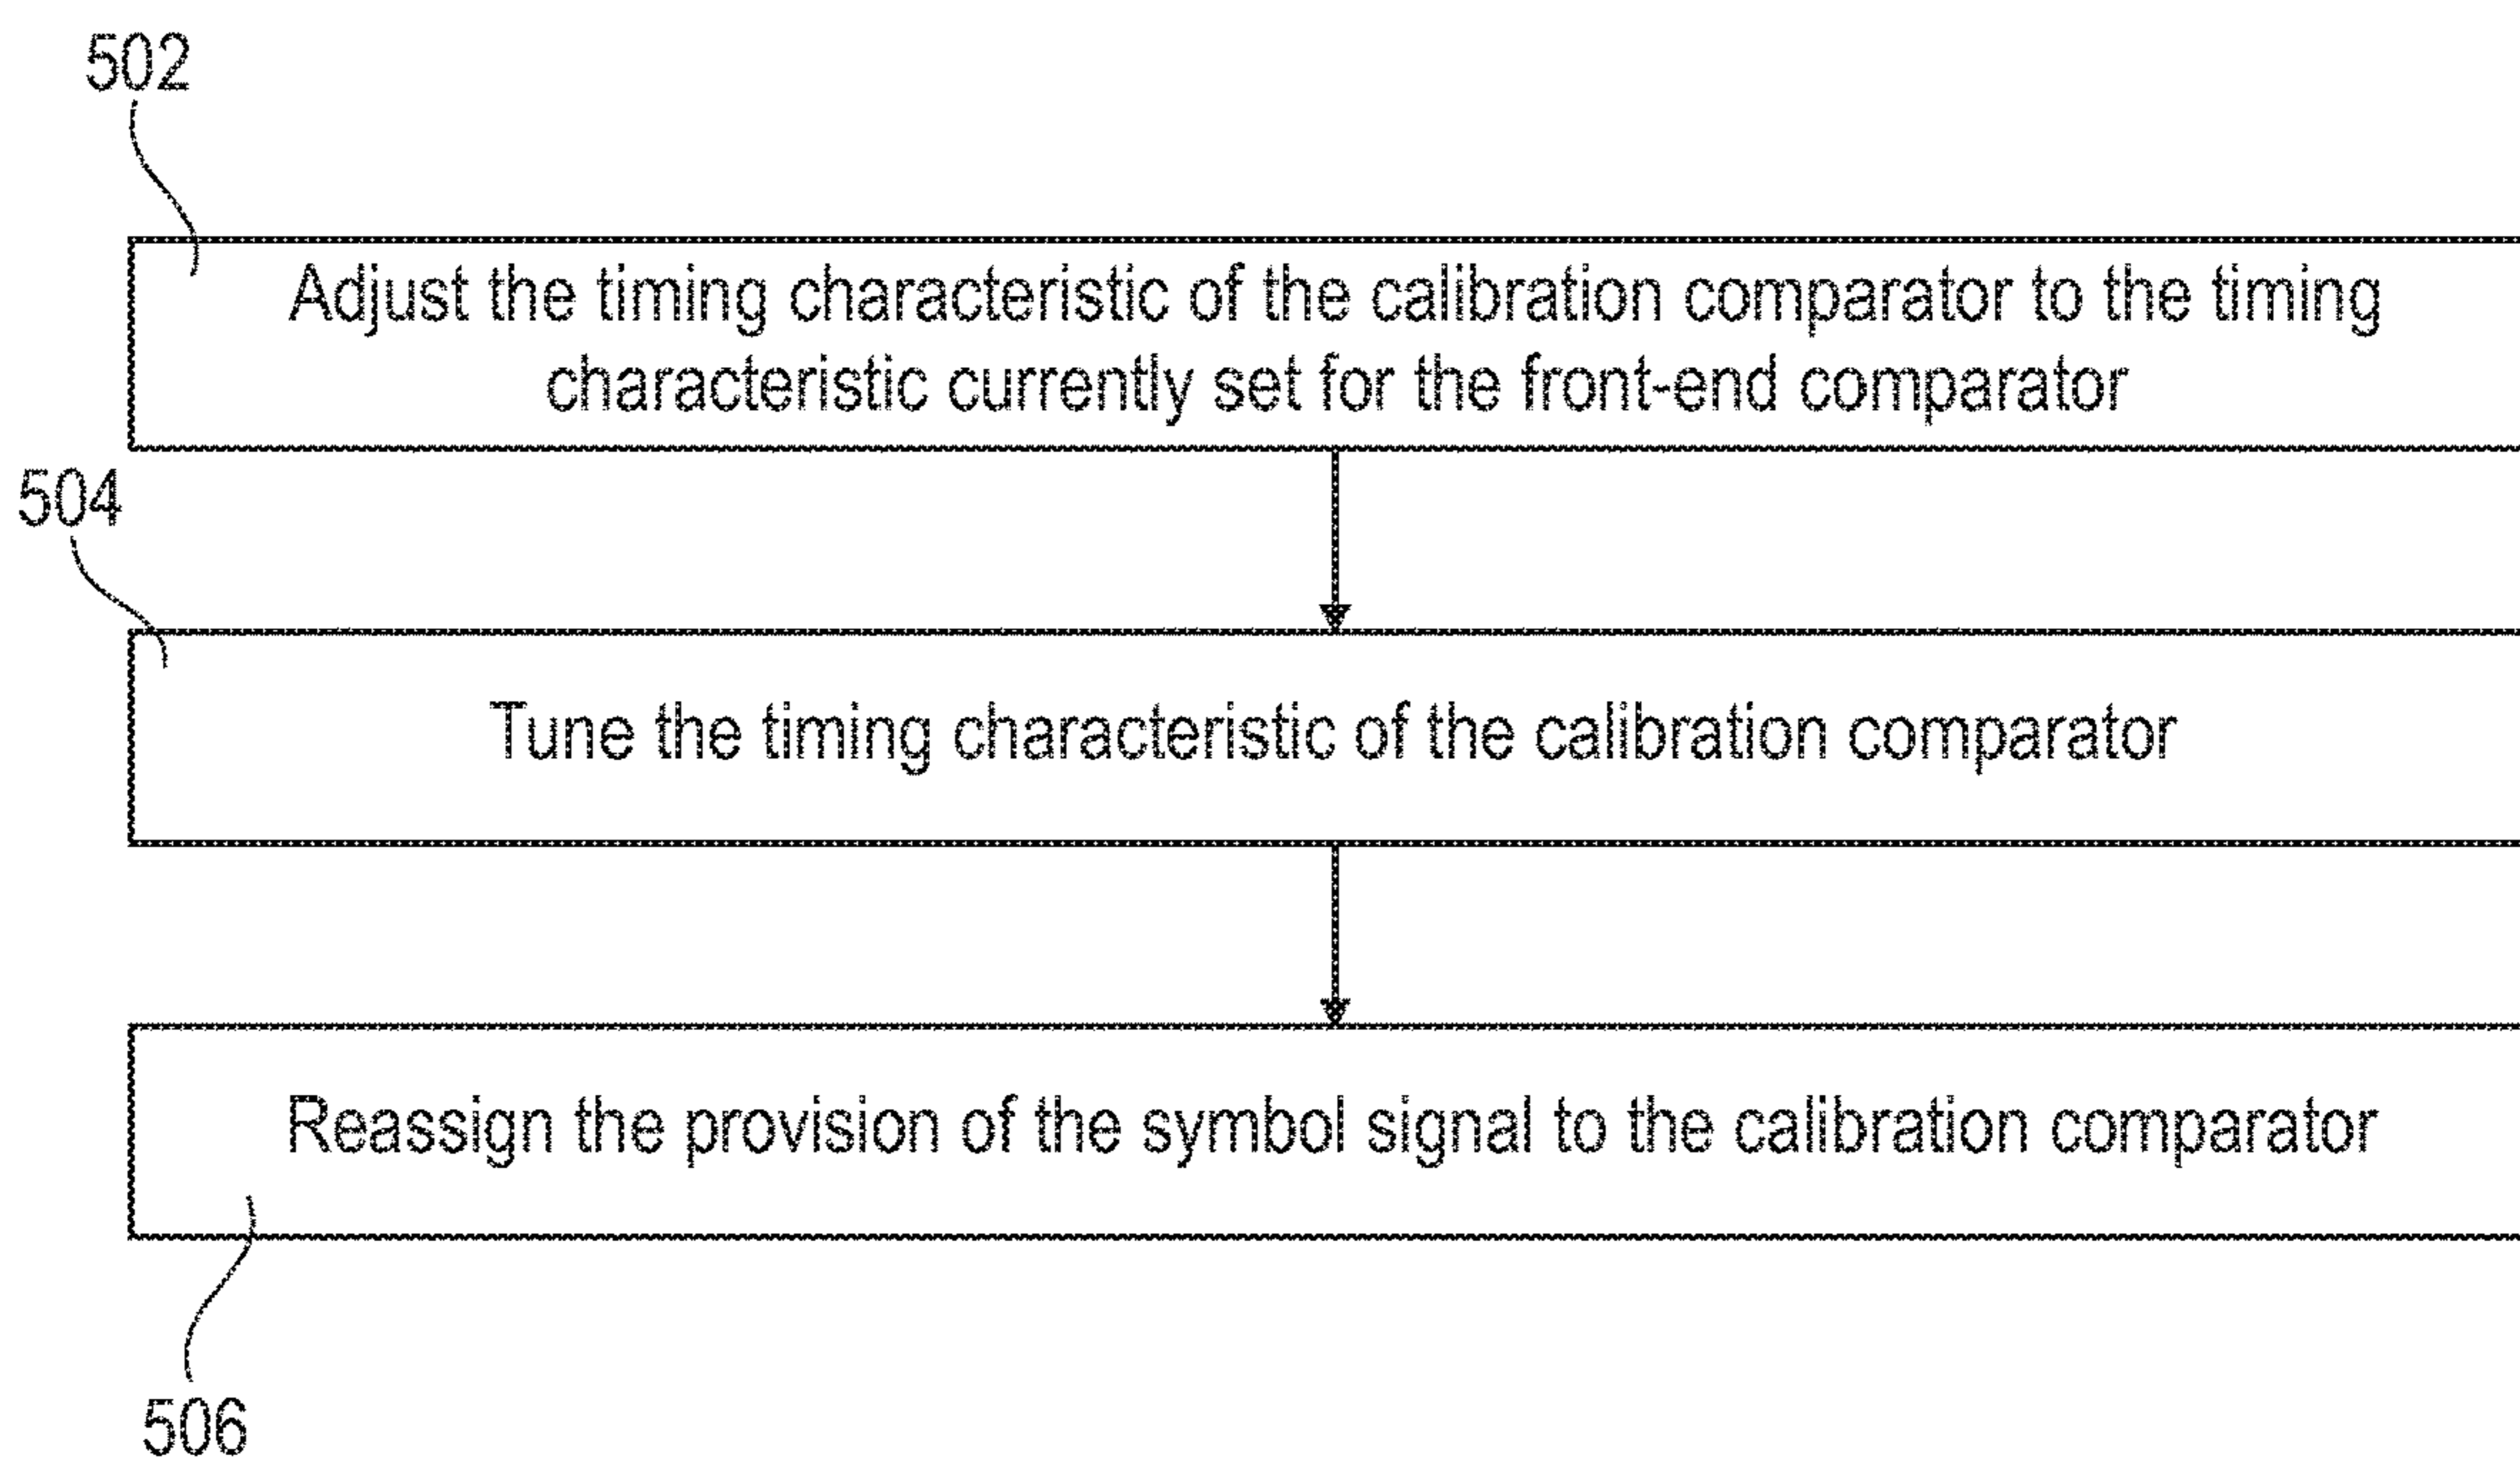 502
Adjust the timing characteristic of the calibration comparator to the timing
characteristic currently set for the front-end comparator
504
Tune the timing characteristic of the calibration comparator
Reassign the provision of the symbol signal to the calibration comparator
506